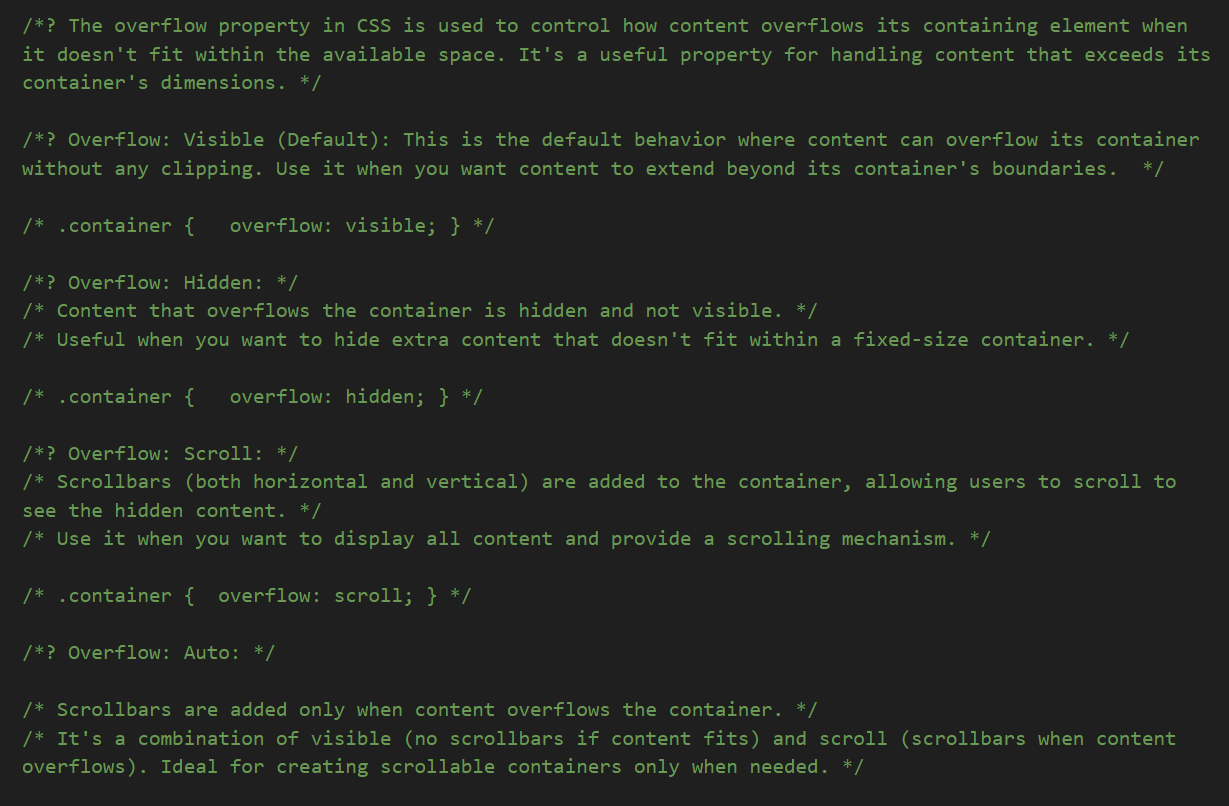 /*? The overflow property in CSS is used to control how content overflows its containing element when
it doesn't fit within the available space. It's a useful property for handling content that exceeds its
container's dimensions. */
/*? Overflow: Visible (Default): This is the default behavior where content can overflow its container
without any clipping. Use it when you want content to extend beyond its container's boundaries.  */
/* .container {   overflow: visible; } */
/*? Overflow: Hidden: */
/* Content that overflows the container is hidden and not visible. */
/* Useful when you want to hide extra content that doesn't fit within a fixed-size container. */
/* .container {   overflow: hidden; } */
/*? Overflow: Scroll: */
/* Scrollbars (both horizontal and vertical) are added to the container, allowing users to scroll to
see the hidden content. */
/* Use it when you want to display all content and provide a scrolling mechanism. */
/* .container {  overflow: scroll; } */
/*? Overflow: Auto: */
/* Scrollbars are added only when content overflows the container. */
/* It's a combination of visible (no scrollbars if content fits) and scroll (scrollbars when content
overflows). Ideal for creating scrollable containers only when needed. */